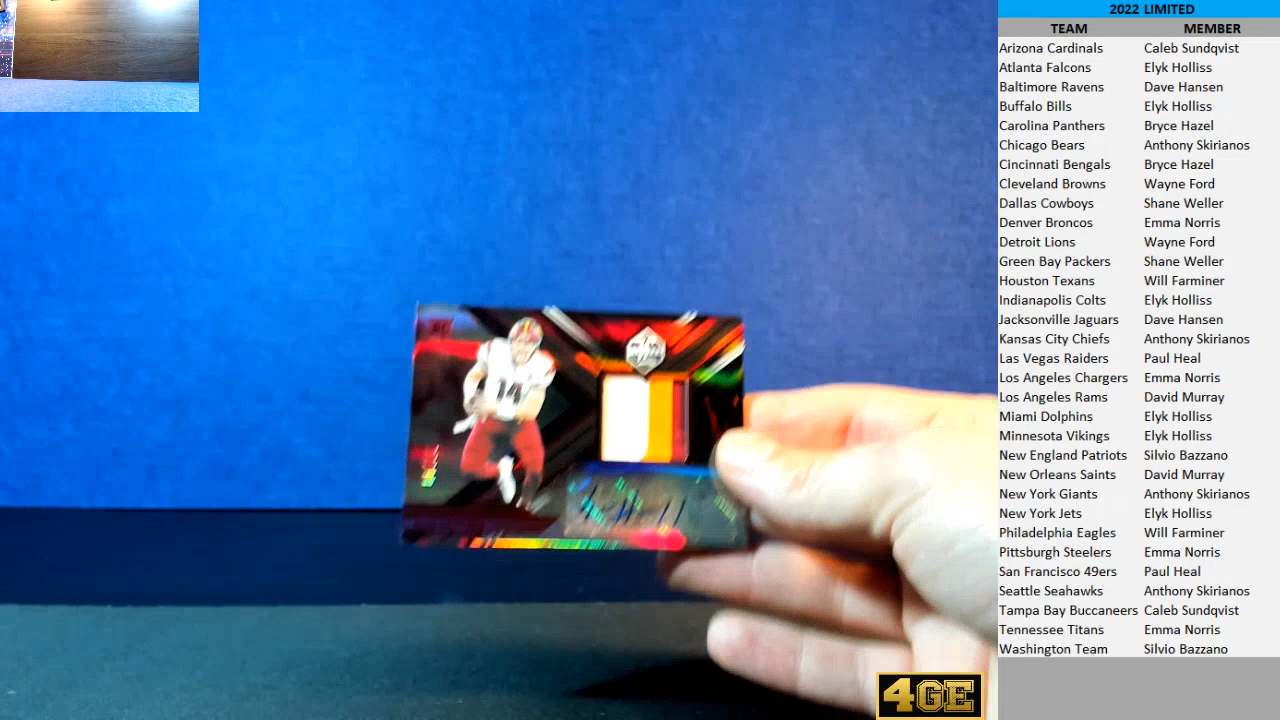 2022 LIMITED
TEAM MEMBER
Arizona Cardinals Caleb Sundqvist
Atlanta Falcons Elyk Holliss
Baltimore Ravens Dave Hansen
Buffalo Bills Elyk Holliss
Carolina Panthers Bryce Hazel
Chicago Bears Anthony Skirianos
Cincinnati Bengals Bryce Hazel
Cleveland Browns Wayne Ford
Dallas Cowboys Shane Weller
Denver Broncos Emma Norris
Detroit Lions Wayne Ford
Green Bay Packers Shane Weller
Houston Texans Will Farminer
Indianapolis Colts Elyk Holliss
Jacksonville Jaguars Dave Hansen
Kansas City Chiefs Anthony Skirianos
Las Vegas Raiders Paul Heal
Los Angeles Chargers Emma Norris
Los Angeles Rams David Murray
Miami Dolphins Elyk Holliss
Minnesota Vikings Elyk Holliss
New England Patriots Silvio Bazzano
New Orleans Saints David Murray
New York Giants Anthony Skirianos
New York Jets Elyk Holliss
Philadelphia Eagles Will Farminer
Pittsburgh Steelers Emma Norris
San Francisco 49ers Paul Heal
Seattle Seahawks Anthony Skirianos
Tampa Bay Buccaneers Caleb Sundqvist
Tennessee Titans Emma Norris
Washington Team Silvio Bazzano
14
4GE